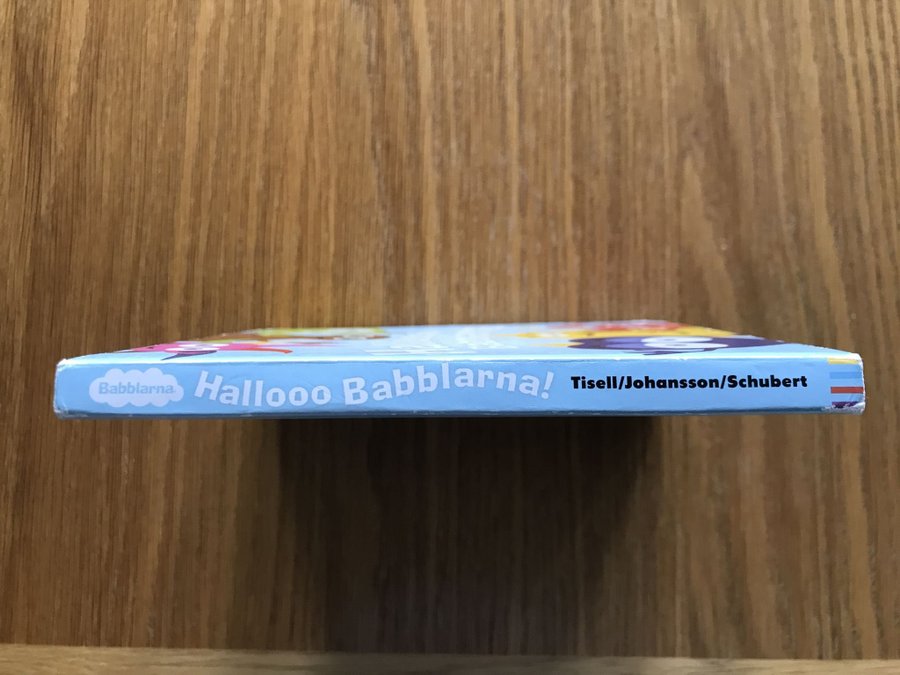 Babblarna
Hallooo Babblarna!
Tisell/Johansson/Schubert